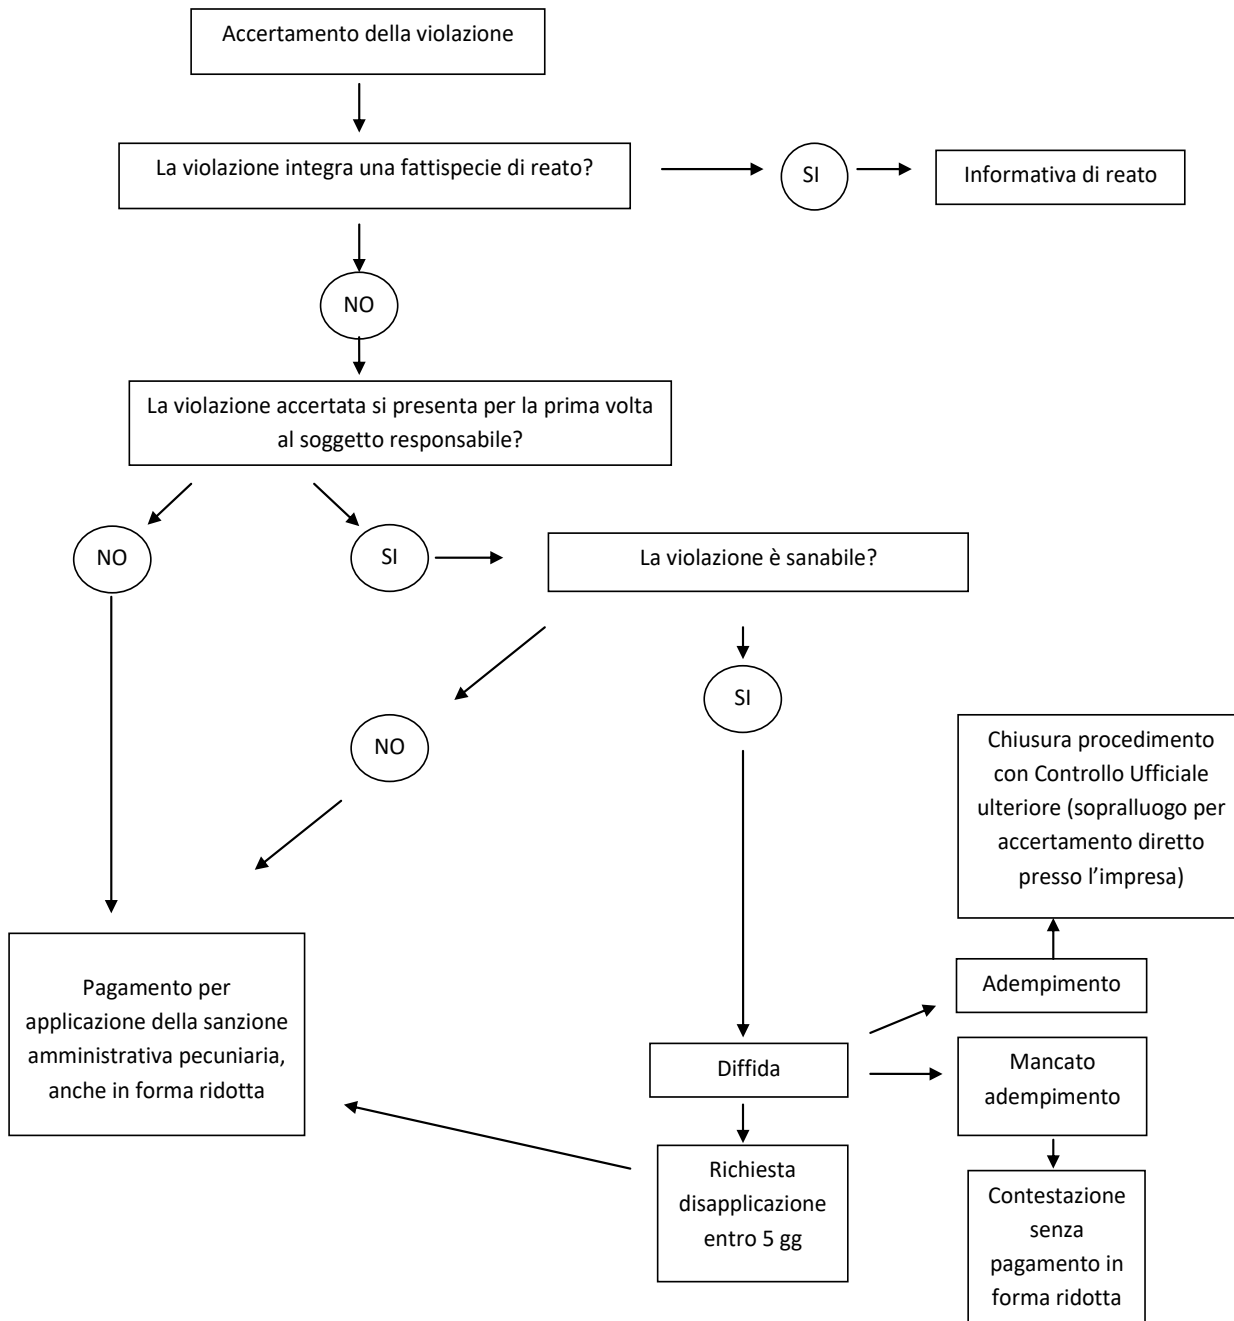 Accertamento della violazione
La violazione integra una fattispecie di reato?
SI
Informativa di reato
NO
La violazione accertata si presenta per la prima volta
al soggetto responsabile?
NO
SI
La violazione è sanabile?
SI
NO
Chiusura procedimento
con Controllo Ufficiale
ulteriore (sopralluogo per
accertamento diretto
presso l’impresa)
Pagamento per
applicazione della sanzione
amministrativa pecuniaria,
anche in forma ridotta
Adempimento
Diffida
Mancato
adempimento
Richiesta
disapplicazione
entro 5 gg
Contestazione
senza
pagamento in
forma ridotta